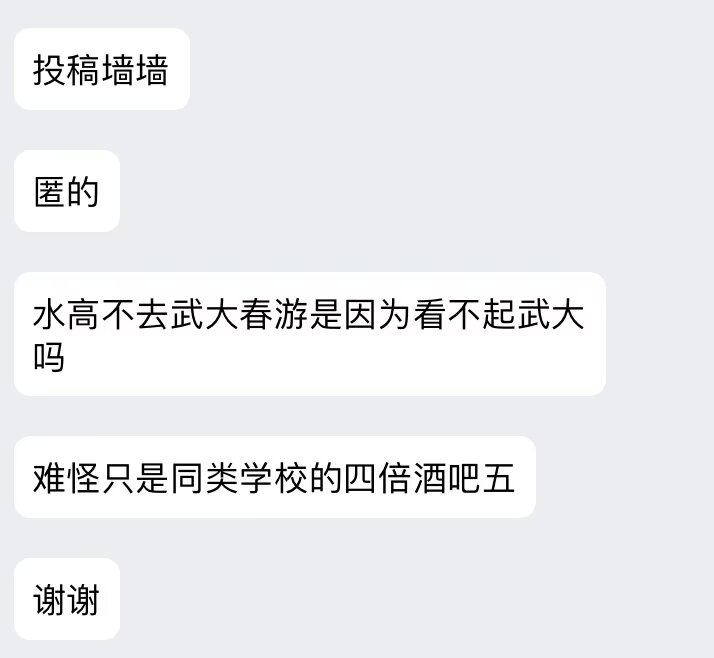 投稿墙墙
匿的
水高不去武大春游是因为看不起武大
吗
难怪只是同类学校的四倍酒吧五
谢谢